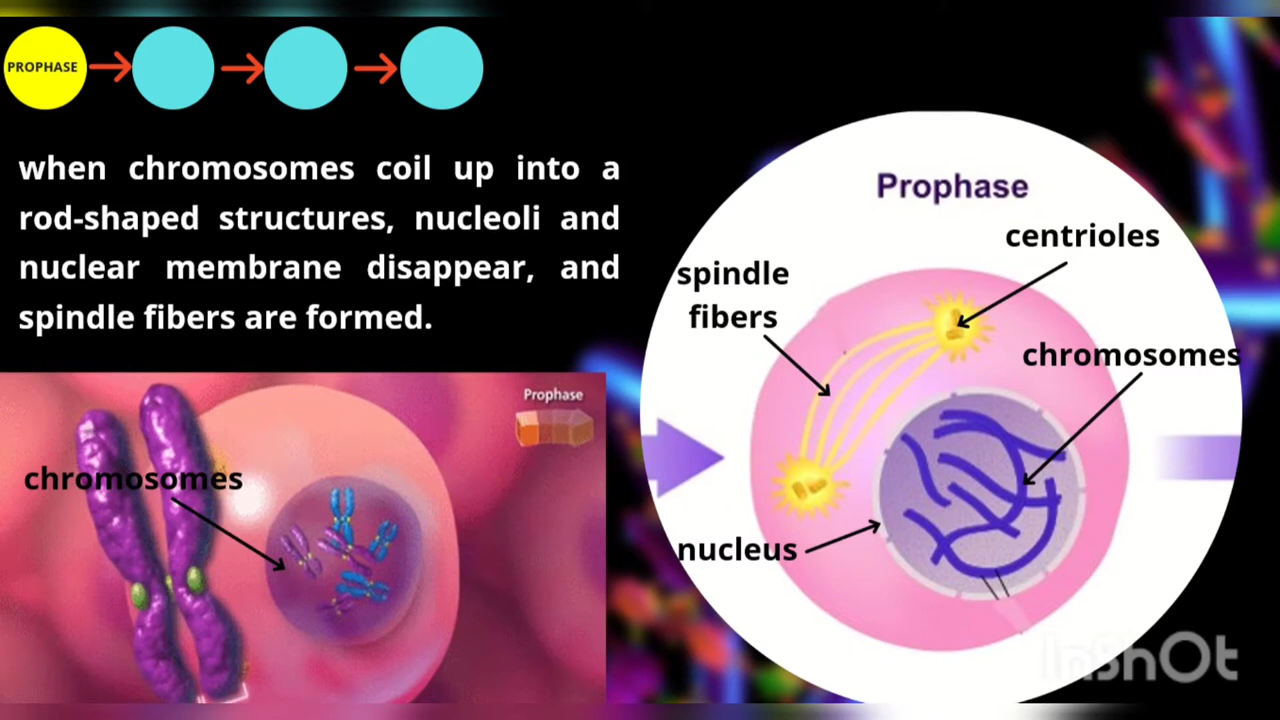 PROPHASE
when chromosomes coil up into a
rod-shaped structures, nucleoli and
nuclear membrane disappear, and
spindle fibers are formed.
Prophase
chromosomes
Prophase
centrioles
spindle
fibers
chromosomes
nucleus
InShOt